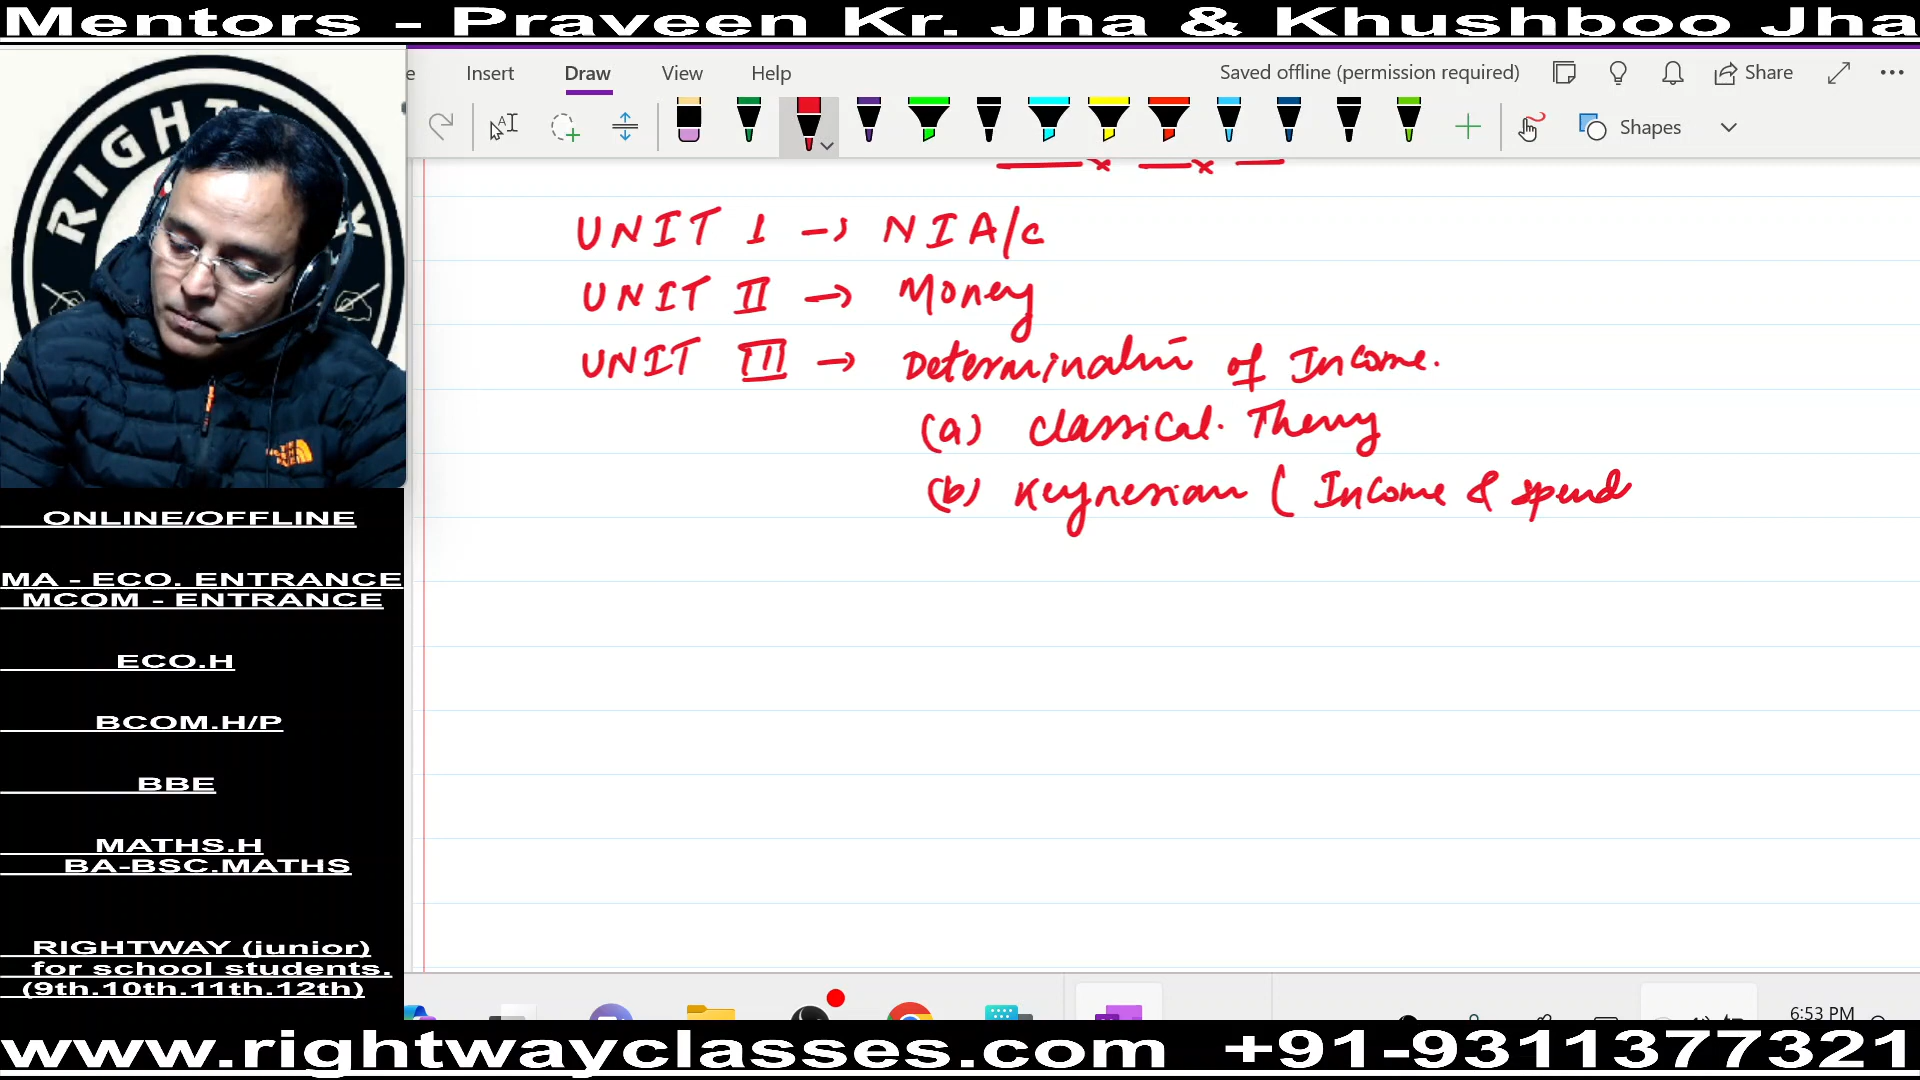 Mentors - Praveen Kr. Jha & Khushboo Jha
Insert Draw View Help Saved offline (permission required) Share
Shapes
RIGHTW
UNIT I → NIA/c
UNIT II → Money
UNIT III → Determination of Income.
(a) Classical. Theory
(b) Keynesian ( Income & spend
ONLINE/OFFLINE
MA - ECO. ENTRANCE
MCOM - ENTRANCE
ECO.H
BCOM.H/P
BBE
MATHS.H
BA-BSC.MATHS
RIGHTWAY (junior)
for school students.
(9th.10th.11th.12th)
6:53 PM
www.rightwayclasses.com +91-9311377321